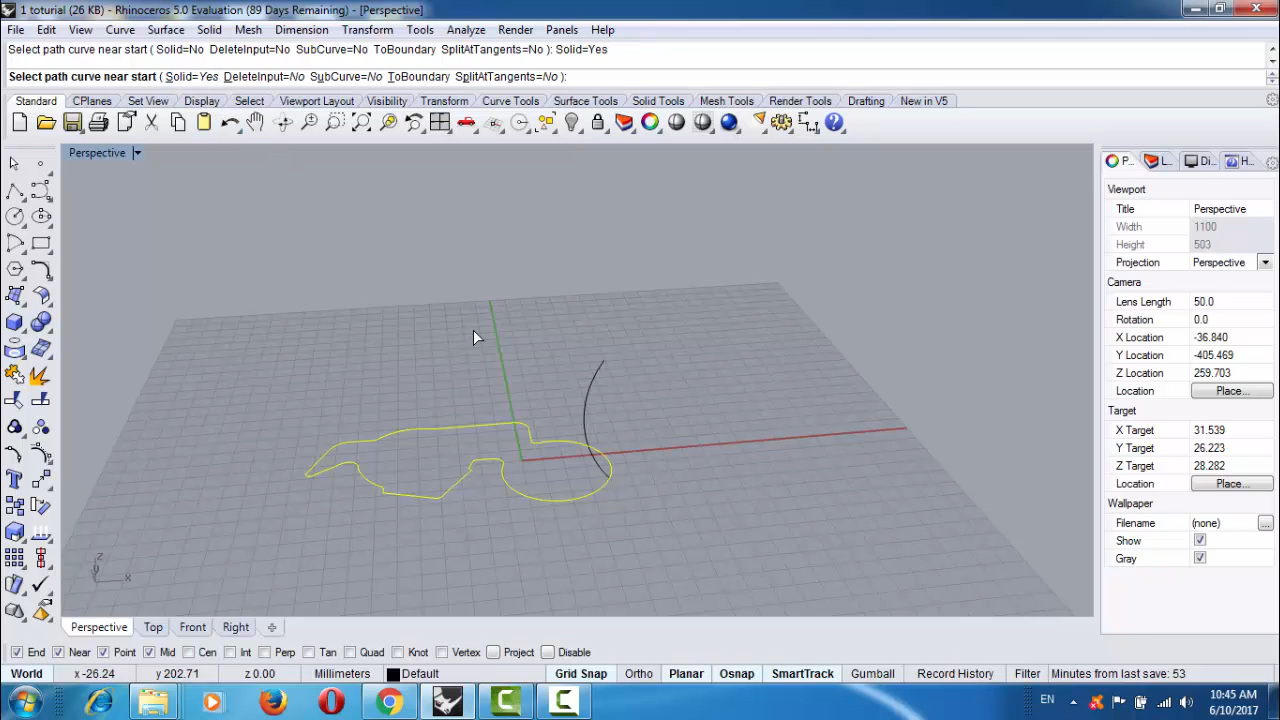 1 toturial (26 KB) - Rhinoceros 5.0 Evaluation (89 Days Remaining) - [Perspective]
File Edit View Curve Surface Solid Mesh Dimension Transform Tools Analyze Render Panels Help
Select path curve near start ( Solid=No DeleteInput=No SubCurve=No ToBoundary SplitAtTangents=No ): Solid=Yes
Select path curve near start ( Solid=Yes DeleteInput=No SubCurve=No ToBoundary SplitAtTangents=No ):
Standard CPlanes Set View Display Select Viewport Layout Visibility Transform Curve Tools Surface Tools Solid Tools Mesh Tools Render Tools Drafting New in V5
Perspective
P... L... Di... H...
Viewport
Title Perspective
Width 1100
Height 503
Projection Perspective
Camera
Lens Length 50.0
Rotation 0.0
X Location -36.840
Y Location -405.469
Z Location 259.703
Location Place...
Target
X Target 31.539
Y Target 26.223
Z Target 28.282
Location Place...
Wallpaper
Filename (none) ...
Show
Gray
z
y
x
Perspective Top Front Right
End Near Point Mid Cen Int Perp Tan Quad Knot Vertex Project Disable
World x -26.24 y 202.71 z 0.00 Millimeters Default Grid Snap Ortho Planar Osnap SmartTrack Gumball Record History Filter Minutes from last save: 53
EN 10:45 AM
6/10/2017